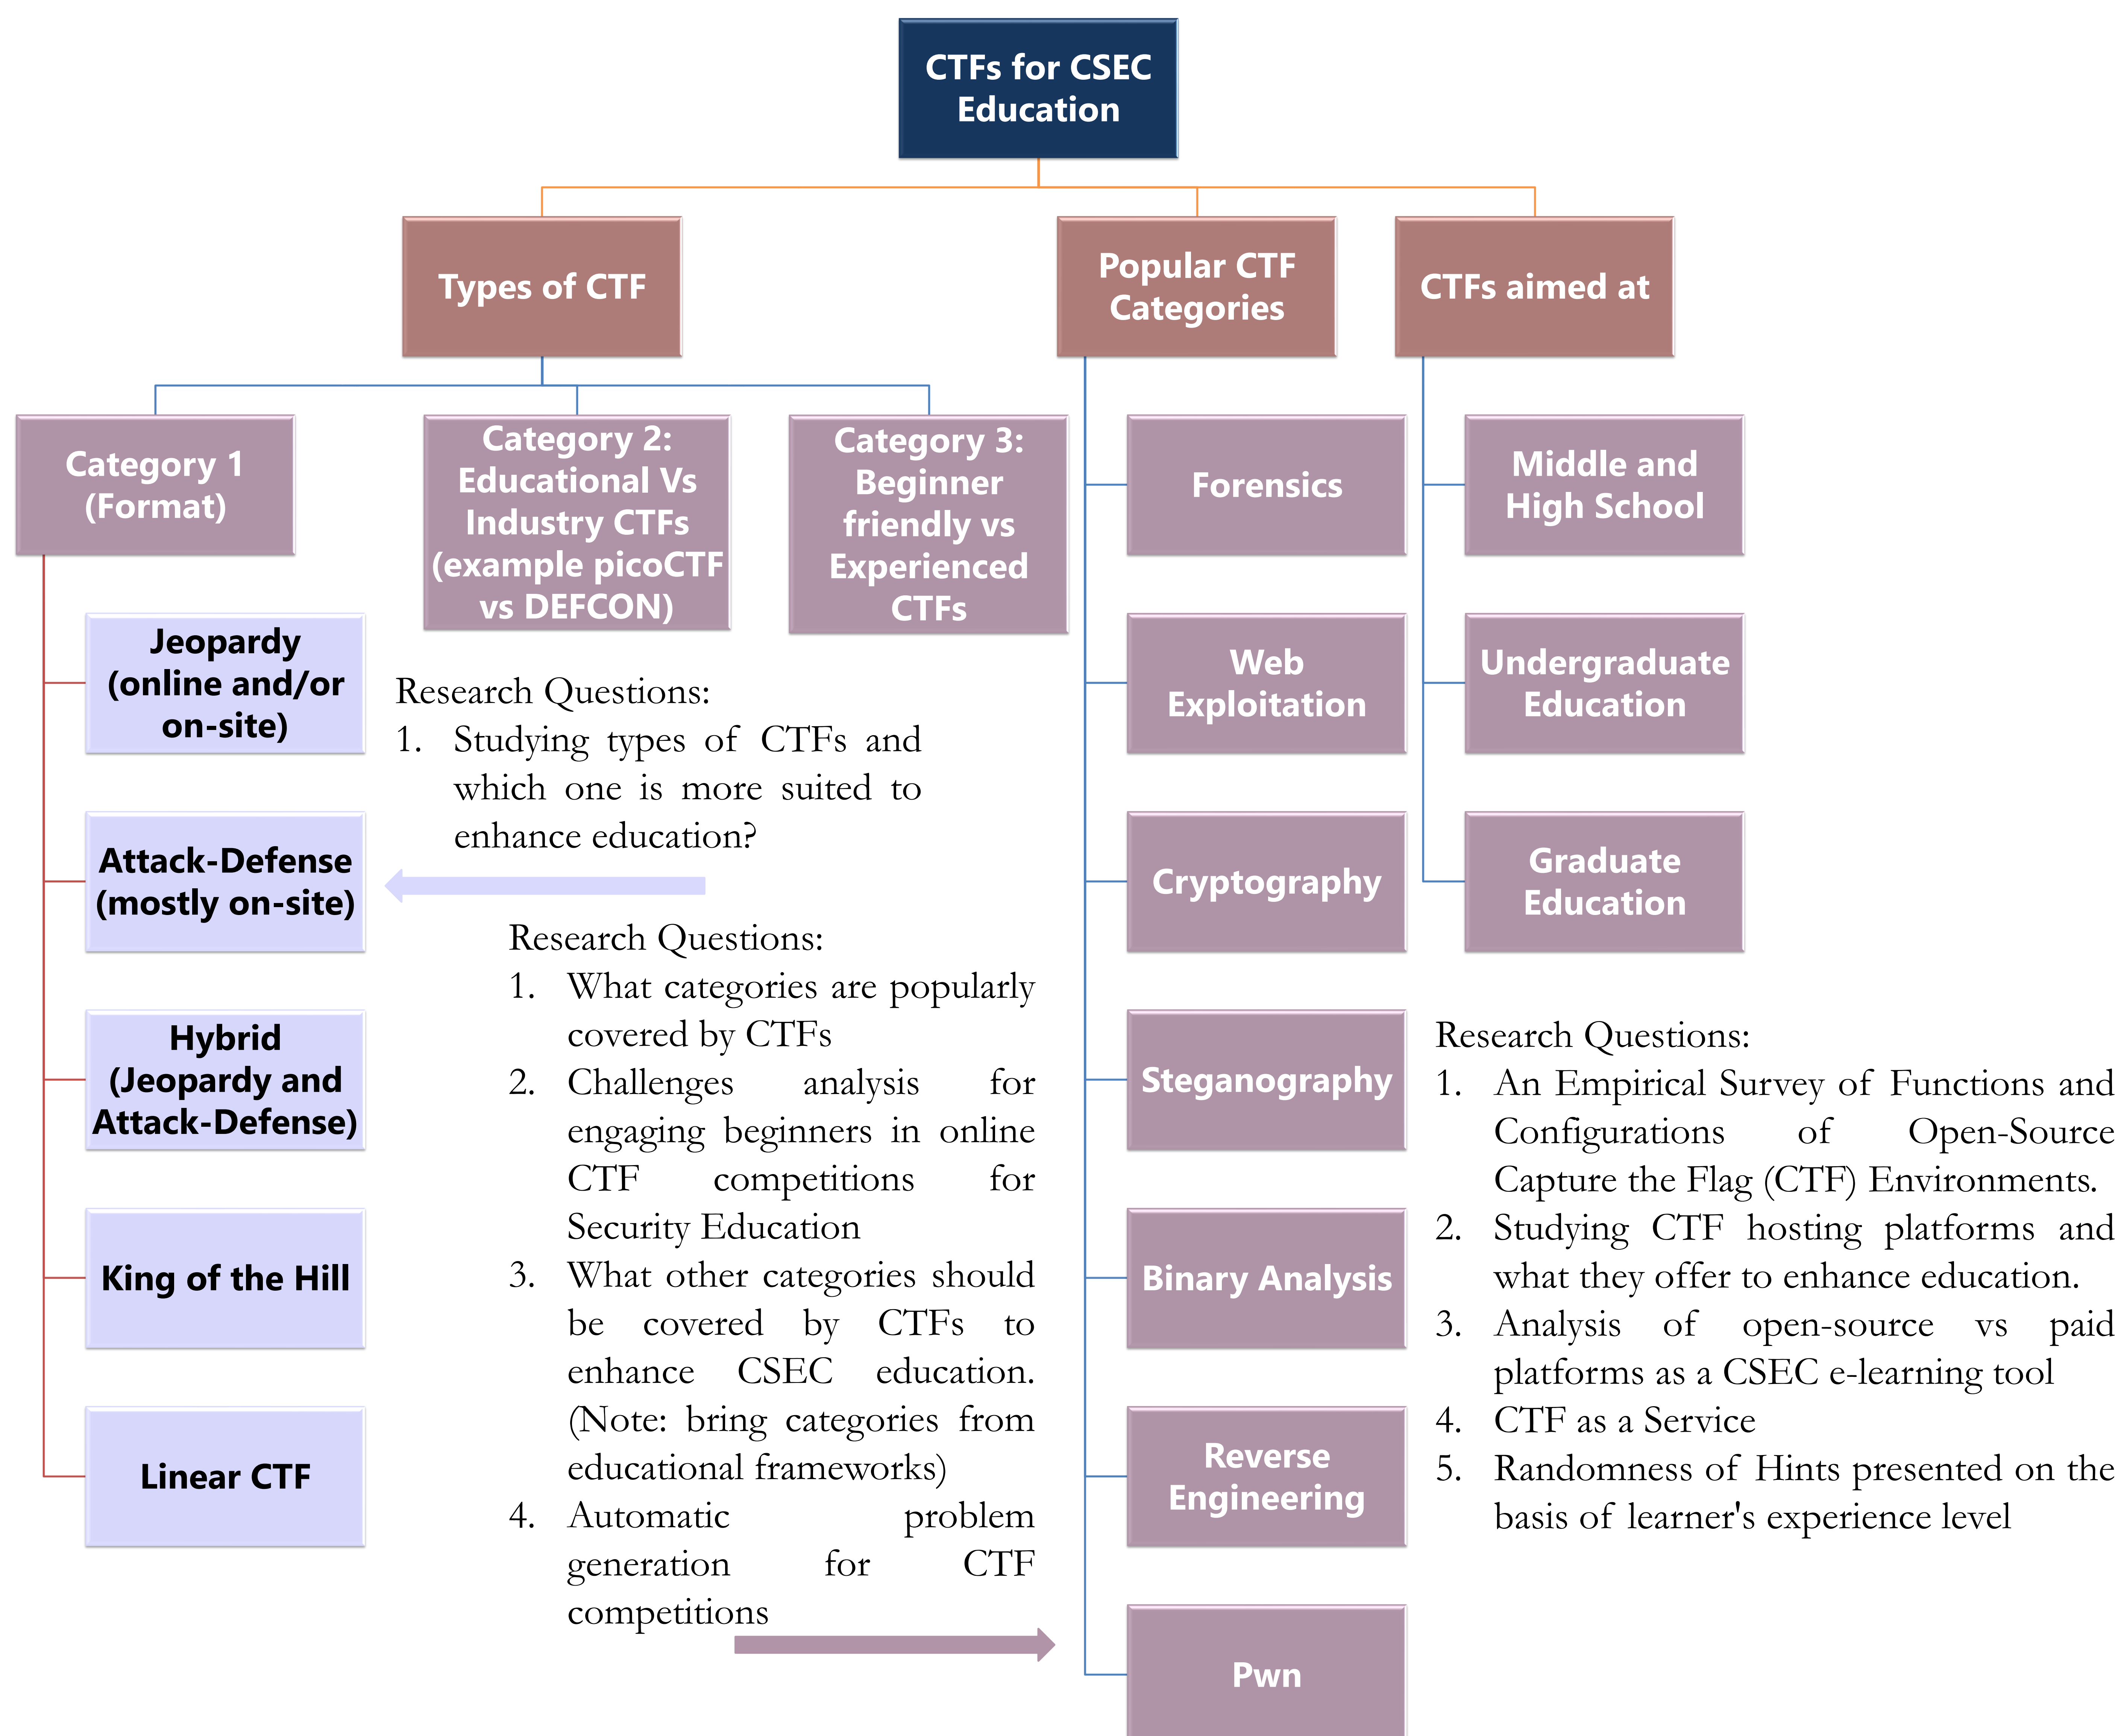 CTFs for CSEC
Education
Types of CTF
Popular CTF
Categories
CTFs aimed at
Category 1
(Format)
Category 2:
Educational Vs
Industry CTFs
(example picoCTF
vs DEFCON)
Category 3:
Beginner
friendly vs
Experienced
CTFs
Jeopardy
(online and/or
on-site)
Attack-Defense
(mostly on-site)
Hybrid
(Jeopardy and
Attack-Defense)
King of the Hill
Linear CTF
Research Questions:
1. Studying types of CTFs and
which one is more suited to
enhance education?
Research Questions:
1. What categories are popularly
covered by CTFs
2. Challenges analysis for
engaging beginners in online
CTF competitions for
Security Education
3. What other categories should
be covered by CTFs to
enhance CSEC education.
(Note: bring categories from
educational frameworks)
4. Automatic problem
generation for CTF
competitions
Forensics
Web
Exploitation
Cryptography
Steganography
Binary Analysis
Reverse
Engineering
Pwn
Middle and
High School
Undergraduate
Education
Graduate
Education
Research Questions:
1. An Empirical Survey of Functions and
Configurations of Open-Source
Capture the Flag (CTF) Environments.
2. Studying CTF hosting platforms and
what they offer to enhance education.
3. Analysis of open-source vs paid
platforms as a CSEC e-learning tool
4. CTF as a Service
5. Randomness of Hints presented on the
basis of learner's experience level